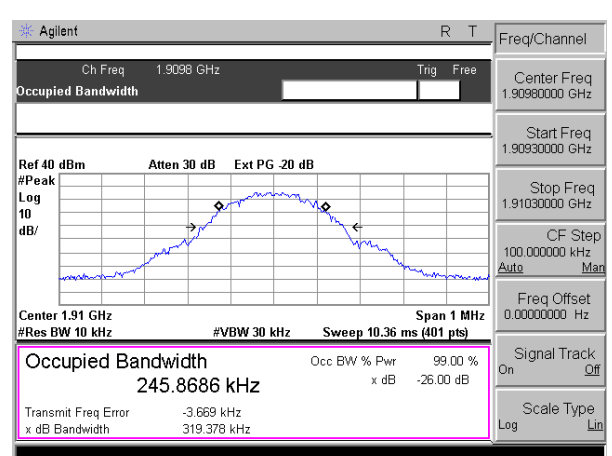 Agilent R T
Freq/Channel
Ch Freq 1.9098 GHz Trig Free
Occupied Bandwidth
Center Freq
1.90980000 GHz
Start Freq
1.90930000 GHz
Ref 40 dBm Atten 30 dB Ext PG -20 dB
#Peak
Log
10
dB/
Stop Freq
1.91030000 GHz
CF Step
100.000000 kHz
Auto Man
Center 1.91 GHz Span 1 MHz
#Res BW 10 kHz #VBW 30 kHz Sweep 10.36 ms (401 pts)
Freq Offset
0.00000000 Hz
Occupied Bandwidth Occ BW % Pwr 99.00 %
245.8686 kHz x dB -26.00 dB
Transmit Freq Error -3.669 kHz
x dB Bandwidth 319.378 kHz
Signal Track
On Off
Scale Type
Log Lin